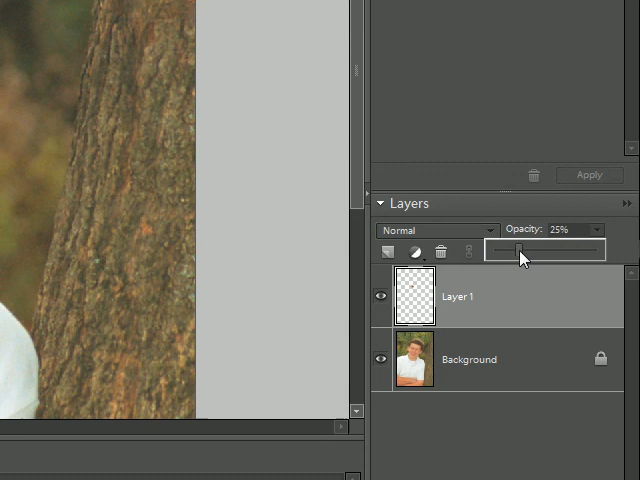 Apply
Layers
Normal
Opacity: 25%
Layer 1
Background